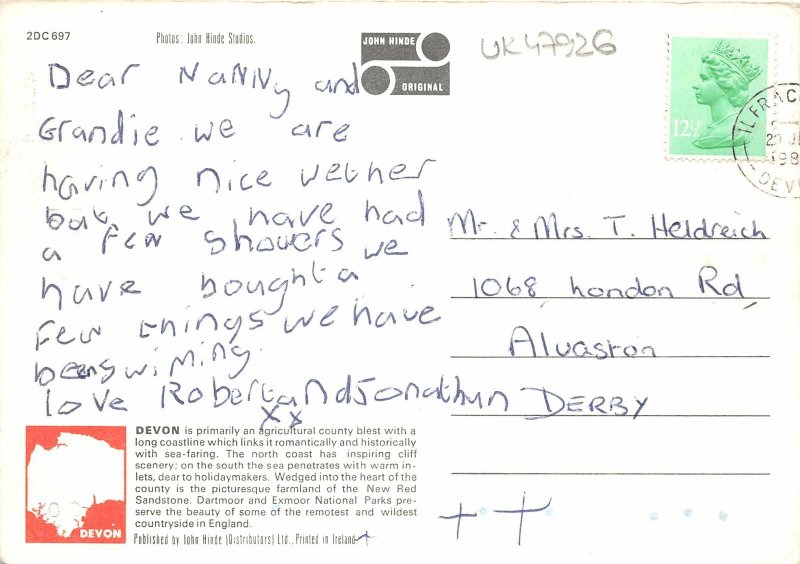 2DC697
Photos: John Hinde Studios.
JOHN HINDE
ORIGINAL
UK47926
12½P
ILFRAC
198
DEV
Dear NaNNy and
Grandie we are
having nice wether
but we have had
a few showers we
have bought a
few things we have
been swiming
love Robert and Jonathun
xx
Mr. & Mrs. T. Heldreich
1068 London Rd
Alvaston
DERBY
DEVON is primarily an agricultural county blest with a
long coastline which links it romantically and historically
with sea-faring. The north coast has inspiring cliff
scenery; on the south the sea penetrates with warm in-
lets, dear to holidaymakers. Wedged into the heart of the
county is the picturesque farmland of the New Red
Sandstone. Dartmoor and Exmoor National Parks pre-
serve the beauty of some of the remotest and wildest
countryside in England.
DEVON
Published by John Hinde (Distributors) Ltd., Printed in Ireland